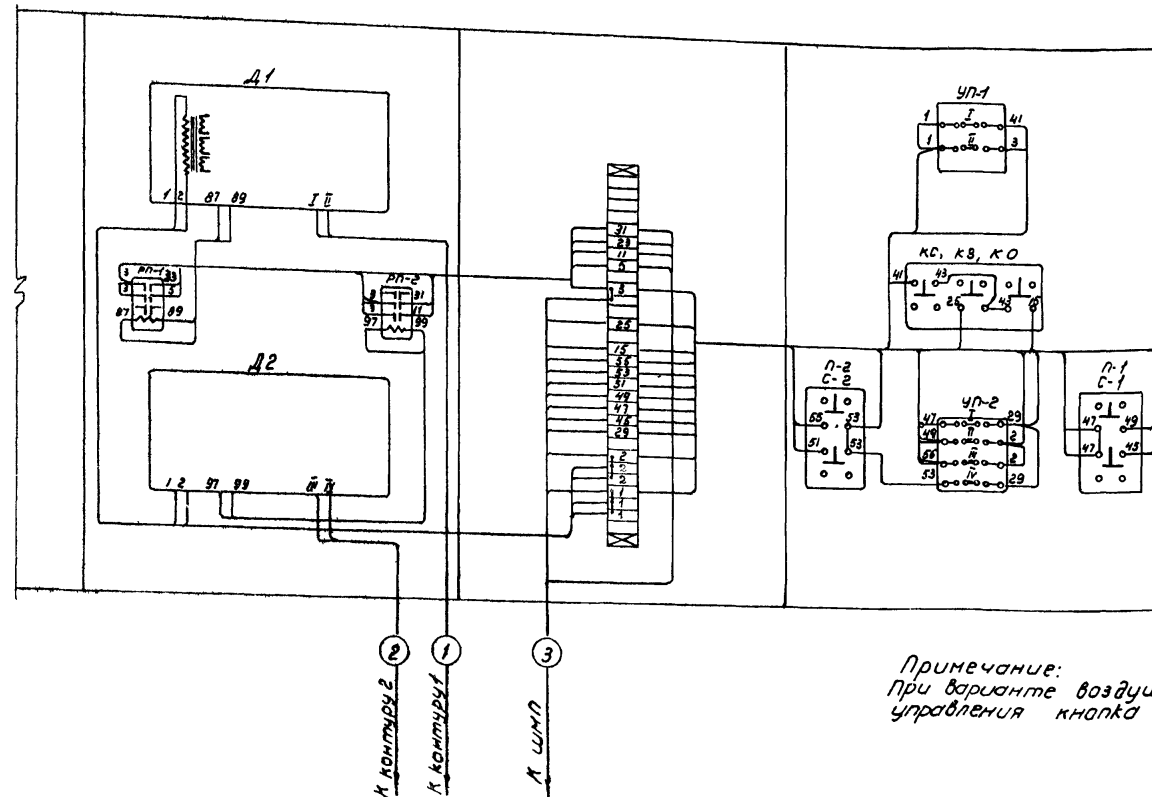 Д1
1 2 87 89 I II
РП-1
3 33
3 5
87 89
РП-2
31
11
97 99
Д2
1 2 97 99 III IV
31
23
11
5
3
25
15
55
53
51
49
47
45
29
2
2
2
1
1
1
УП-1
1 I 41
1 II 3
КС, КВ, КО
41 43
25 43 15
П-2
С-2
55 53
51 53
УП-2
47 I 29
49 II 2
55 III 2
53 IV 29
П-1
С-1
47 49
47 45
2
1
3
К контуру 2
К контуру 1
К ШМП
Примечание:
При варианте воздуш
управления кнопка